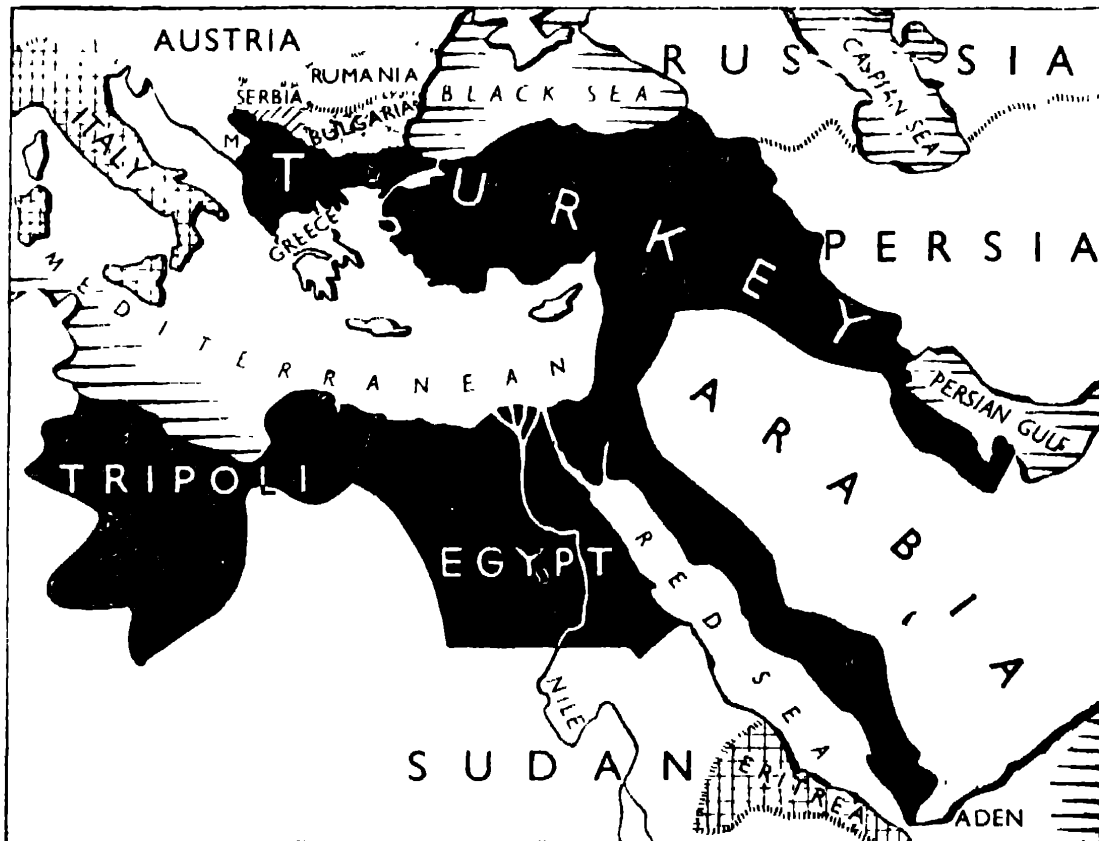 AUSTRIA
RUSSIA
CASPIAN SEA
RUMANIA
SERBIA
BLACK SEA
BULGARIA
M
ITALY
TURKEY
GREECE
PERSIA
MEDITERRANEAN
PERSIAN GULF
ARABIA
TRIPOLI
EGYPT
RED SEA
NILE
SUDAN
ERITREA
ADEN